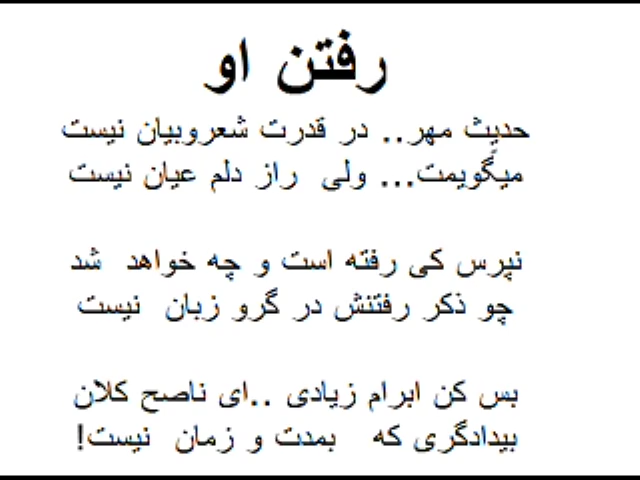 رفتن او
حدیث مهر.. در قدرت شعروبیان نیست
میگویمت... ولی راز دلم عیان نیست
نپرس کی رفته است و چه خواهد شد
چو ذکر رفتنش در گرو زبان نیست
بس کن ابرام زیادی ..ای ناصح کلان
بیدادگری که بمدت و زمان نیست!